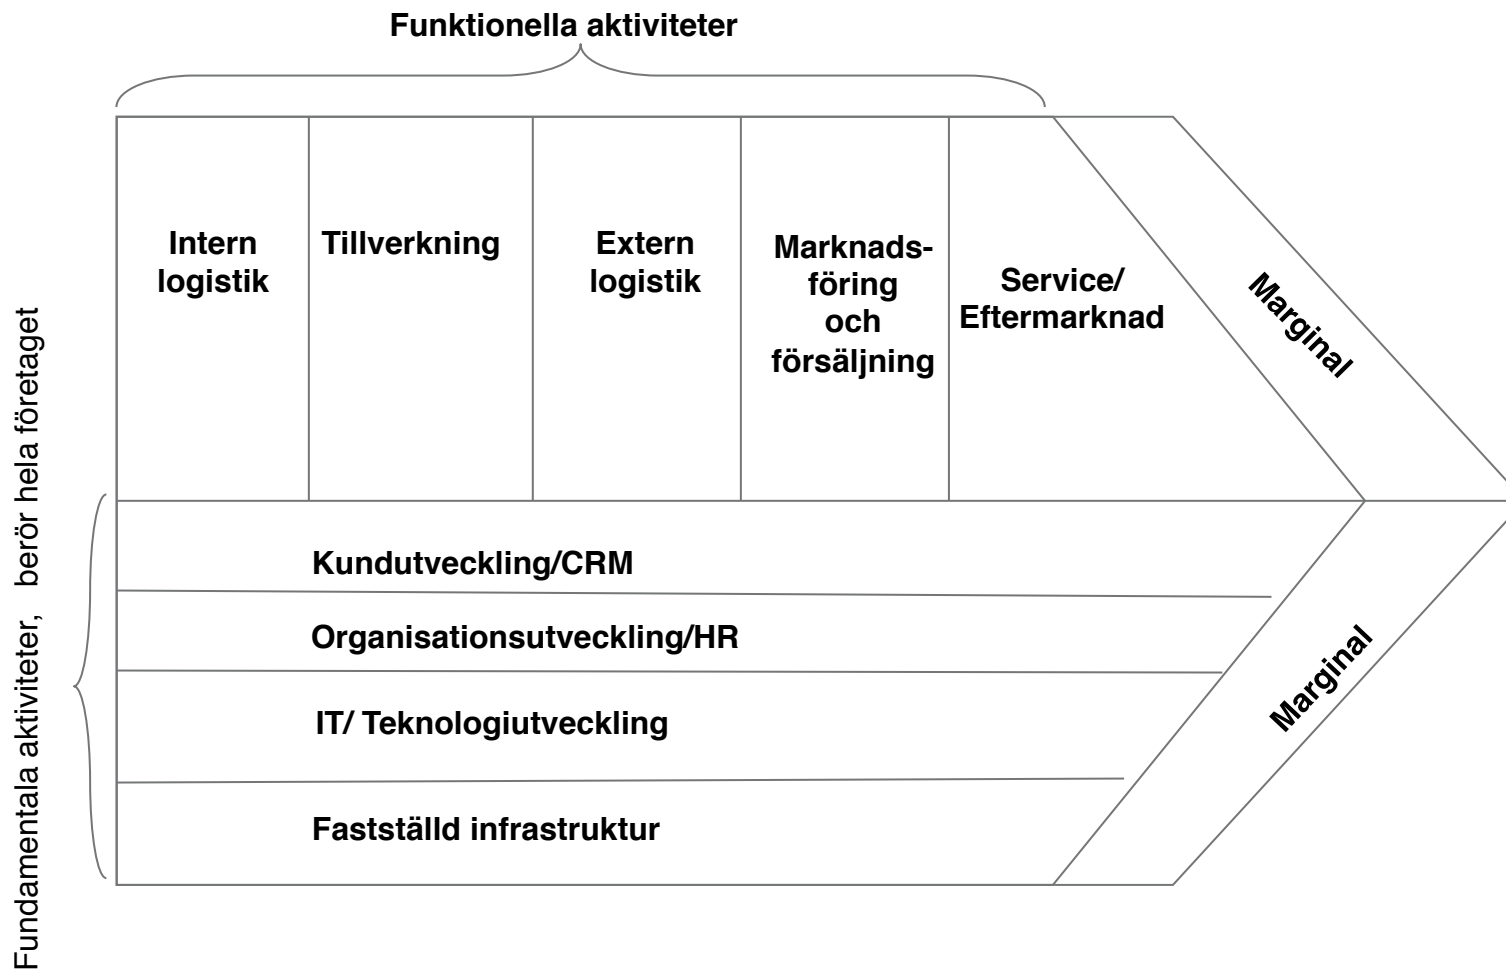 Funktionella aktiviteter
Intern
logistik
Tillverkning
Extern
logistik
Marknads-
föring
och
försäljning
Service/
Eftermarknad
Marginal
Fundamentala aktiviteter, berör hela företaget
Kundutveckling/CRM
Organisationsutveckling/HR
IT/ Teknologiutveckling
Fastställd infrastruktur
Marginal